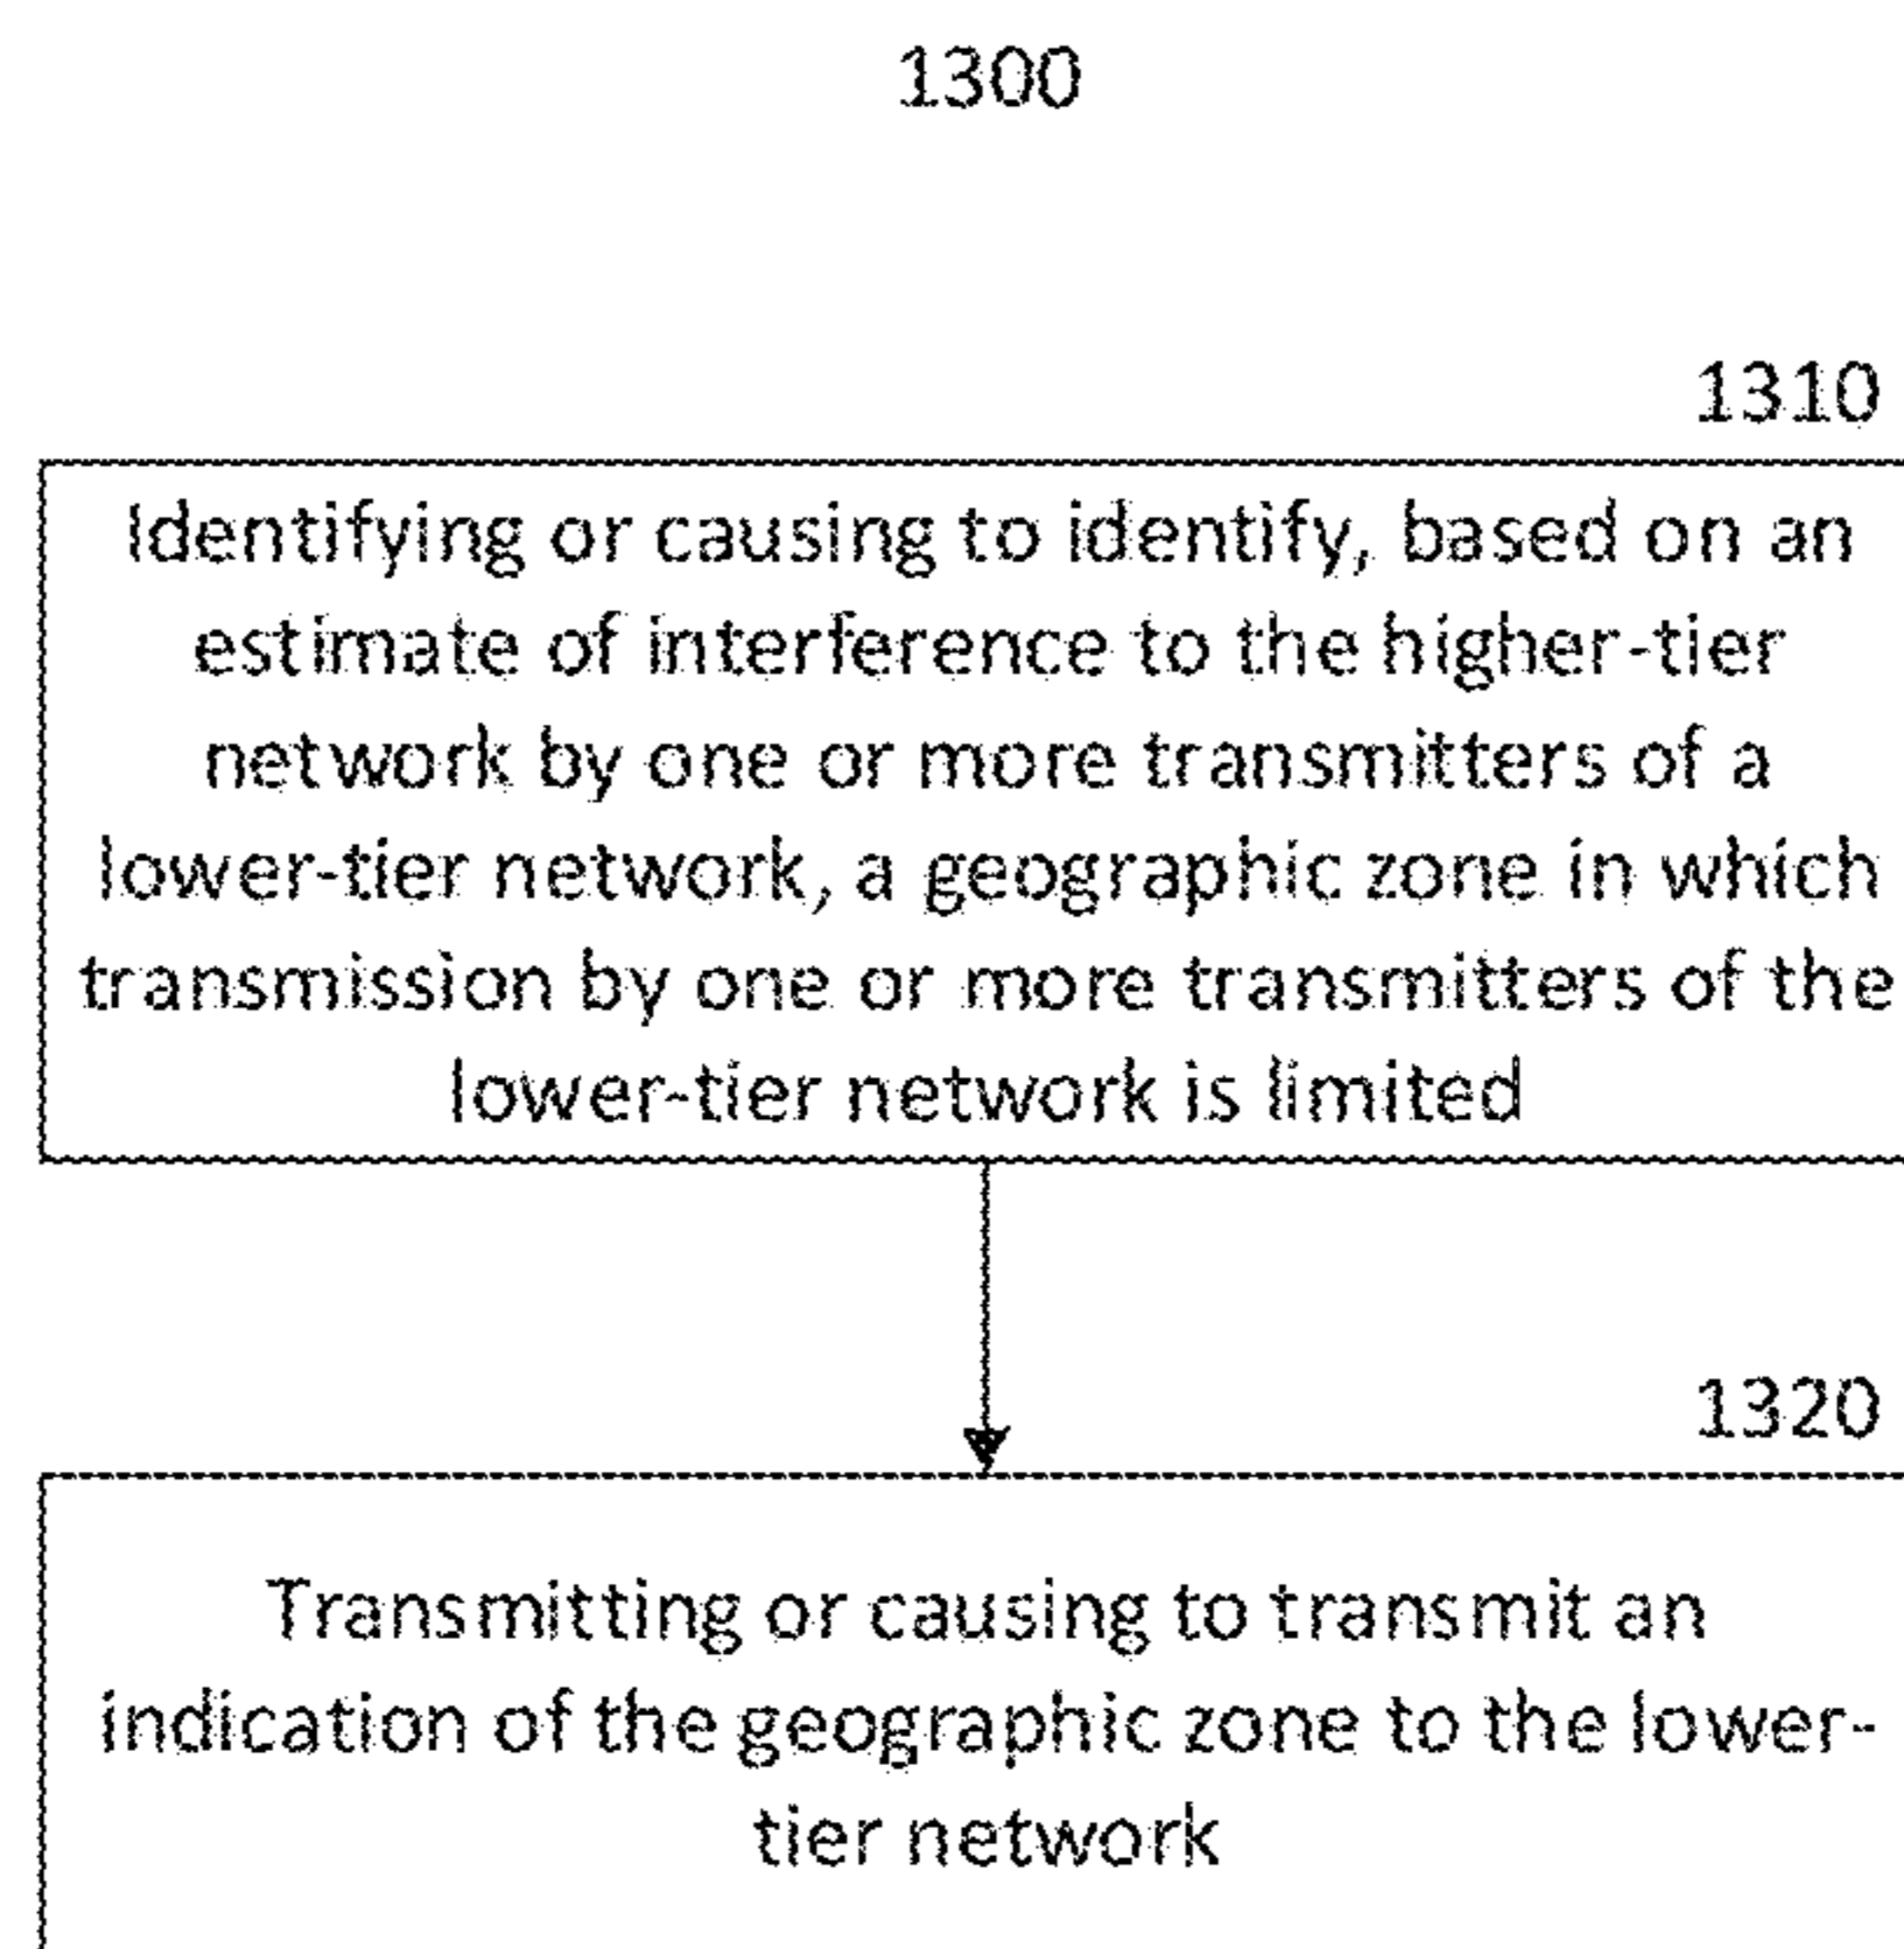 1300
1310
Identifying or causing to identify, based on an
estimate of interference to the higher-tier
network by one or more transmitters of a
lower-tier network, a geographic zone in which
transmission by one or more transmitters of the
lower-tier network is limited
1320
Transmitting or causing to transmit an
indication of the geographic zone to the lower-
tier network